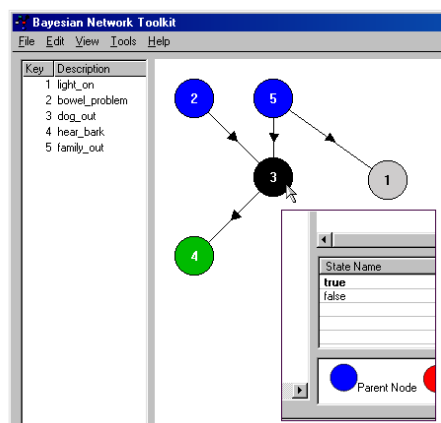 Bayesian Network Toolkit
File Edit View Tools Help
Key Description
1 light_on
2 bowel_problem
3 dog_out
4 hear_bark
5 family_out
2 5
3 1
4
State Name
true
false
Parent Node